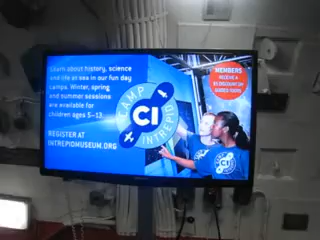 Learn about history, science
and life at sea in our fun day
camps. Winter, spring
and summer sessions
are available for
children ages 5-13.
REGISTER AT
INTREPIDMUSEUM.ORG
CAMP
CI
INTREPID
MEMBERS
RECEIVE A